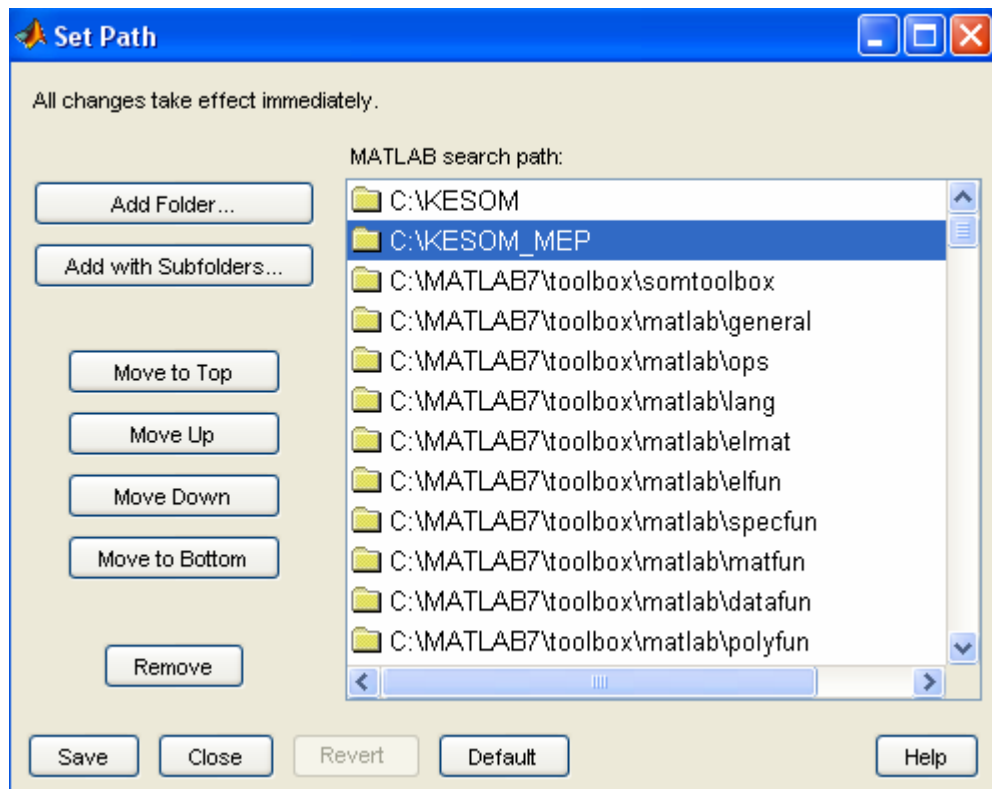 Set Path
All changes take effect immediately.
MATLAB search path:
Add Folder...
Add with Subfolders...
Move to Top
Move Up
Move Down
Move to Bottom
Remove
C:\KESOM
C:\KESOM_MEP
C:\MATLAB7\toolbox\somtoolbox
C:\MATLAB7\toolbox\matlab\general
C:\MATLAB7\toolbox\matlab\ops
C:\MATLAB7\toolbox\matlab\lang
C:\MATLAB7\toolbox\matlab\elmat
C:\MATLAB7\toolbox\matlab\elfun
C:\MATLAB7\toolbox\matlab\specfun
C:\MATLAB7\toolbox\matlab\matfun
C:\MATLAB7\toolbox\matlab\datafun
C:\MATLAB7\toolbox\matlab\polyfun
Save
Close
Revert
Default
Help